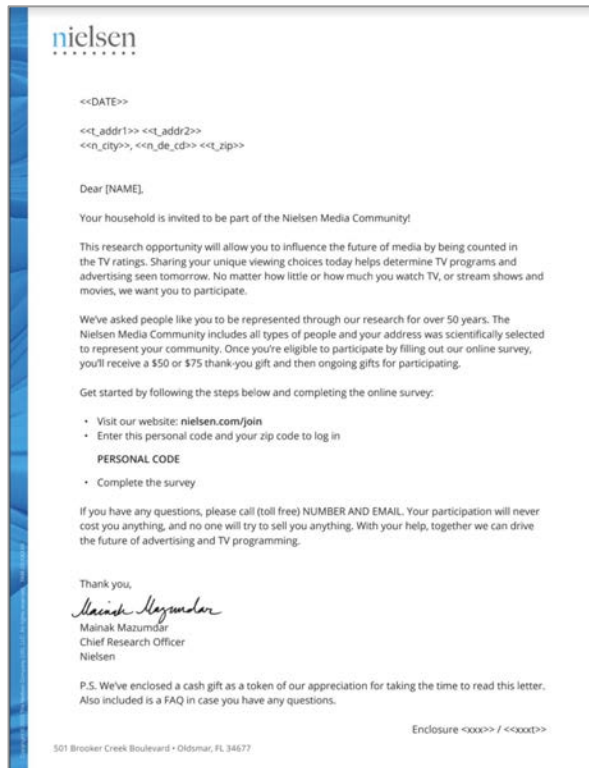 nielsen
<<DATE>>
<<t_addr1>> <<t_addr2>>
<<n_city>>, <<n_de_cd>> <<t_zip>>
Dear [NAME],
Your household is invited to be part of the Nielsen Media Community!
This research opportunity will allow you to influence the future of media by being counted in
the TV ratings. Sharing your unique viewing choices today helps determine TV programs and
advertising seen tomorrow. No matter how little or how much you watch TV, or stream shows and
movies, we want you to participate.
We've asked people like you to be represented through our research for over 50 years. The
Nielsen Media Community includes all types of people and your address was scientifically selected
to represent your community. Once you're eligible to participate by filling out our online survey,
you'll receive a $50 or $75 thank-you gift and then ongoing gifts for participating.
Get started by following the steps below and completing the online survey:
• Visit our website: nielsen.com/join
• Enter this personal code and your zip code to log in
PERSONAL CODE
• Complete the survey
If you have any questions, please call (toll free) NUMBER AND EMAIL. Your participation will never
cost you anything, and no one will try to sell you anything. With your help, together we can drive
the future of advertising and TV programming.
Thank you,
Mainak Mazumdar
Mainak Mazumdar
Chief Research Officer
Nielsen
P.S. We've enclosed a cash gift as a token of our appreciation for taking the time to read this letter.
Also included is a FAQ in case you have any questions.
Enclosure <xxx>> / <<xxxt>>
501 Brooker Creek Boulevard • Oldsmar, FL 34677